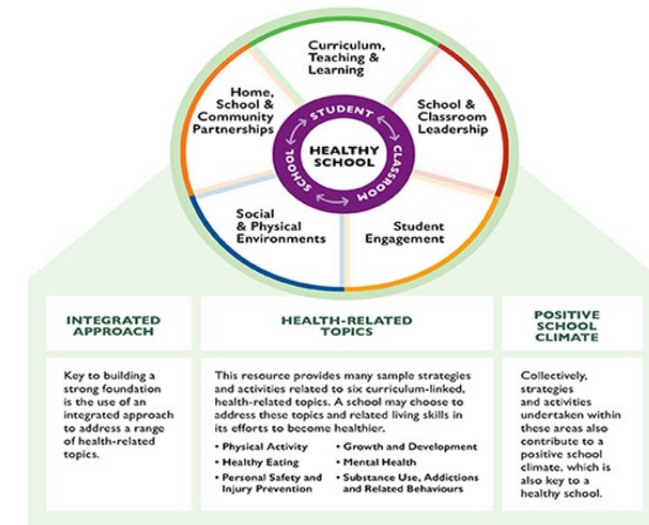 Curriculum,
Teaching &
Learning
Home,
School &
Community
Partnerships
School &
Classroom
Leadership
STUDENT
CLASSROOM
SCHOOL
HEALTHY
SCHOOL
Social
& Physical
Environments
Student
Engagement
INTEGRATED
APPROACH
Key to building a
strong foundation
is the use of an
integrated approach
to address a range
of health-related
topics.
HEALTH-RELATED
TOPICS
This resource provides many sample strategies
and activities related to six curriculum-linked,
health-related topics. A school may choose to
address these topics and related living skills in
its efforts to become healthier.
• Physical Activity
• Healthy Eating
• Personal Safety and
Injury Prevention
• Growth and Development
• Mental Health
• Substance Use, Addictions
and Related Behaviours
POSITIVE
SCHOOL
CLIMATE
Collectively,
strategies
and activities
undertaken within
these areas also
contribute to a
positive school
climate, which is
also key to a
healthy school.